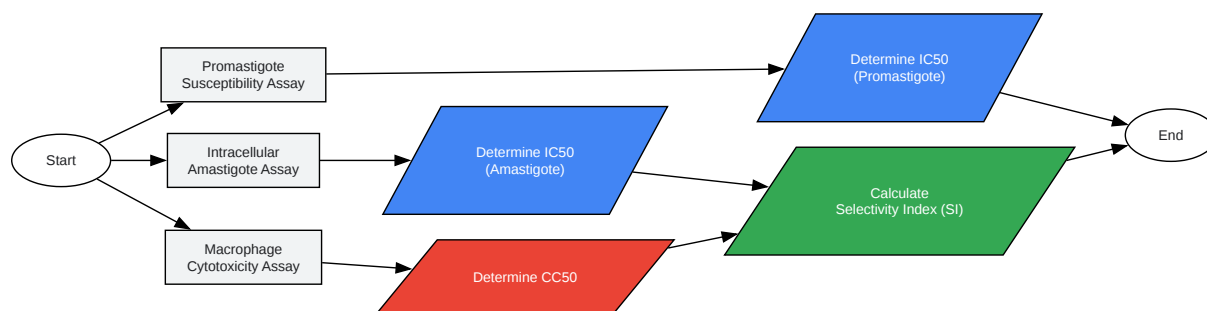 Start
Promastigote
Susceptibility Assay
Intracellular
Amastigote Assay
Macrophage
Cytotoxicity Assay
Determine IC50
(Promastigote)
Determine IC50
(Amastigote)
Determine CC50
Calculate
Selectivity Index (SI)
End